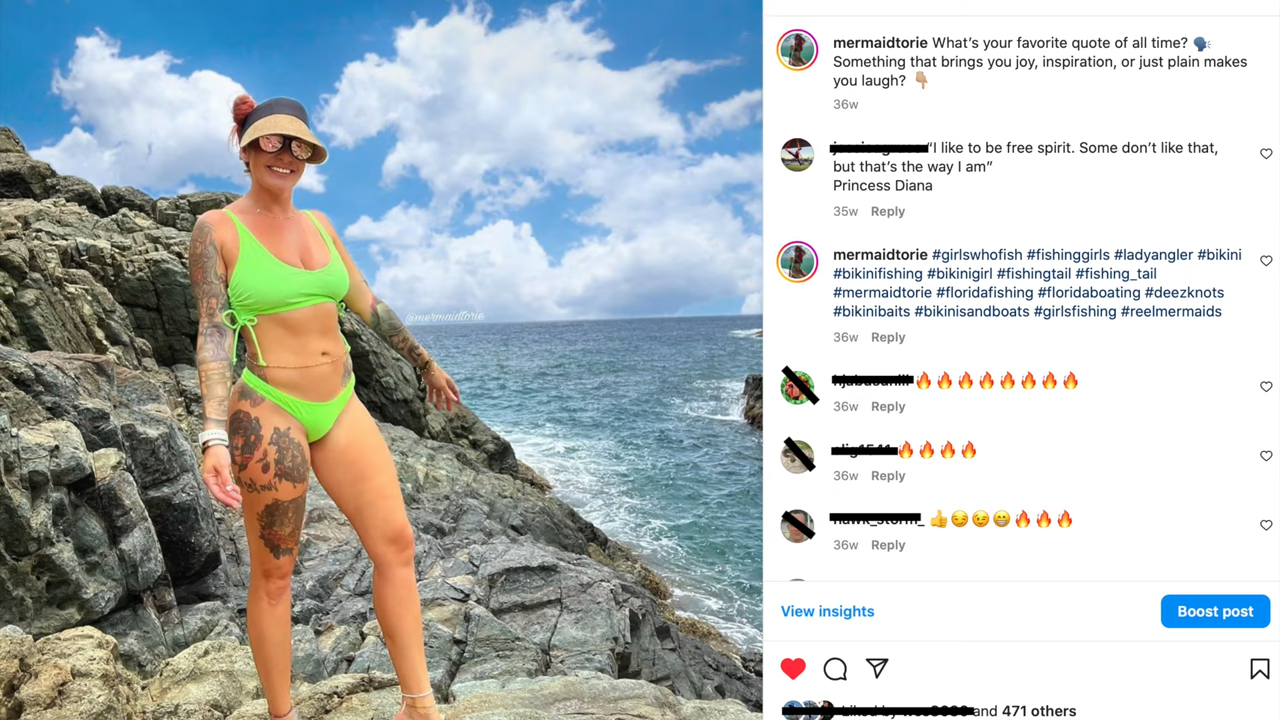 @mermaidtorie
mermaidtorie What’s your favorite quote of all time? 🗣️
Something that brings you joy, inspiration, or just plain makes
you laugh? 👇🏼
36w
“I like to be free spirit. Some don’t like that,
but that’s the way I am”
Princess Diana
35w Reply
mermaidtorie #girlswhofish #fishinggirls #ladyangler #bikini
#bikinifishing #bikinigirl #fishingtail #fishing_tail
#mermaidtorie #floridafishing #floridaboating #deezknots
#bikinibaits #bikinisandboats #girlsfishing #reelmermaids
36w Reply
🔥🔥🔥🔥🔥🔥🔥🔥
36w Reply
🔥🔥🔥🔥
36w Reply
👍😏😉😁🔥🔥🔥
36w Reply
View insights
Boost post
and 471 others